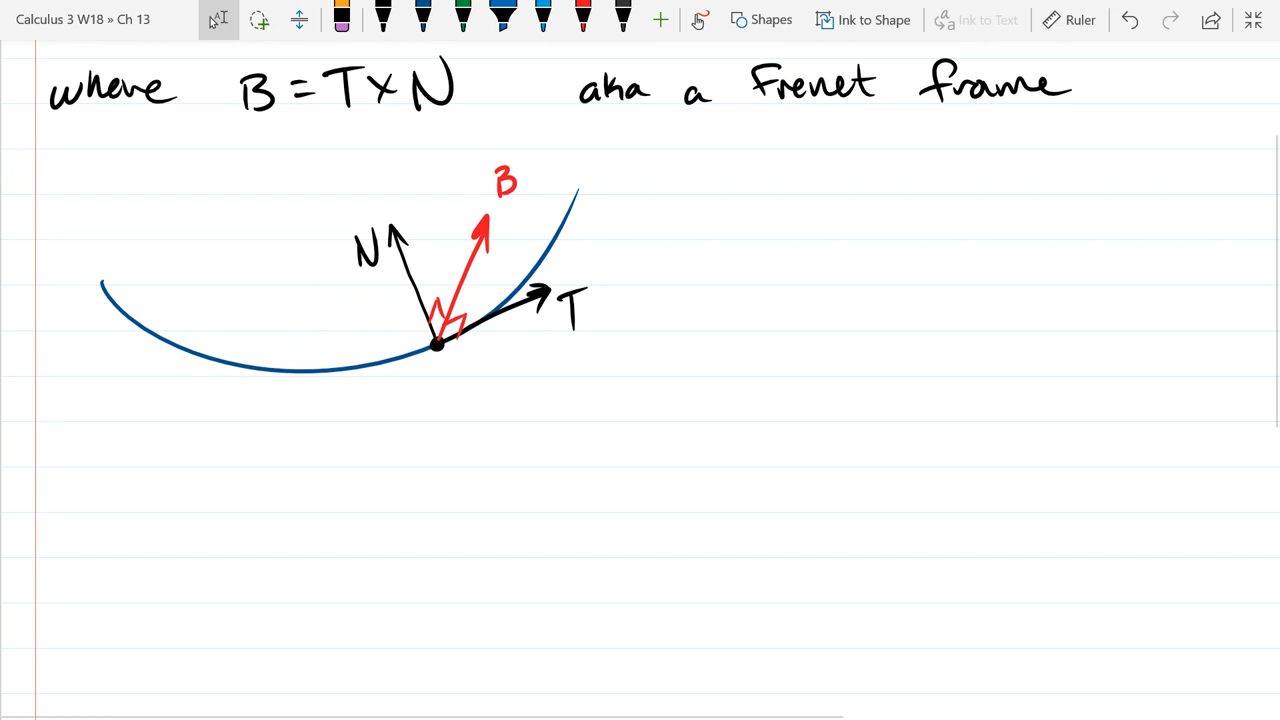 Calculus 3 W18 » Ch 13
Shapes
Ink to Shape
Ink to Text
Ruler
where B = T × N aka a Frenet frame
B
N
T